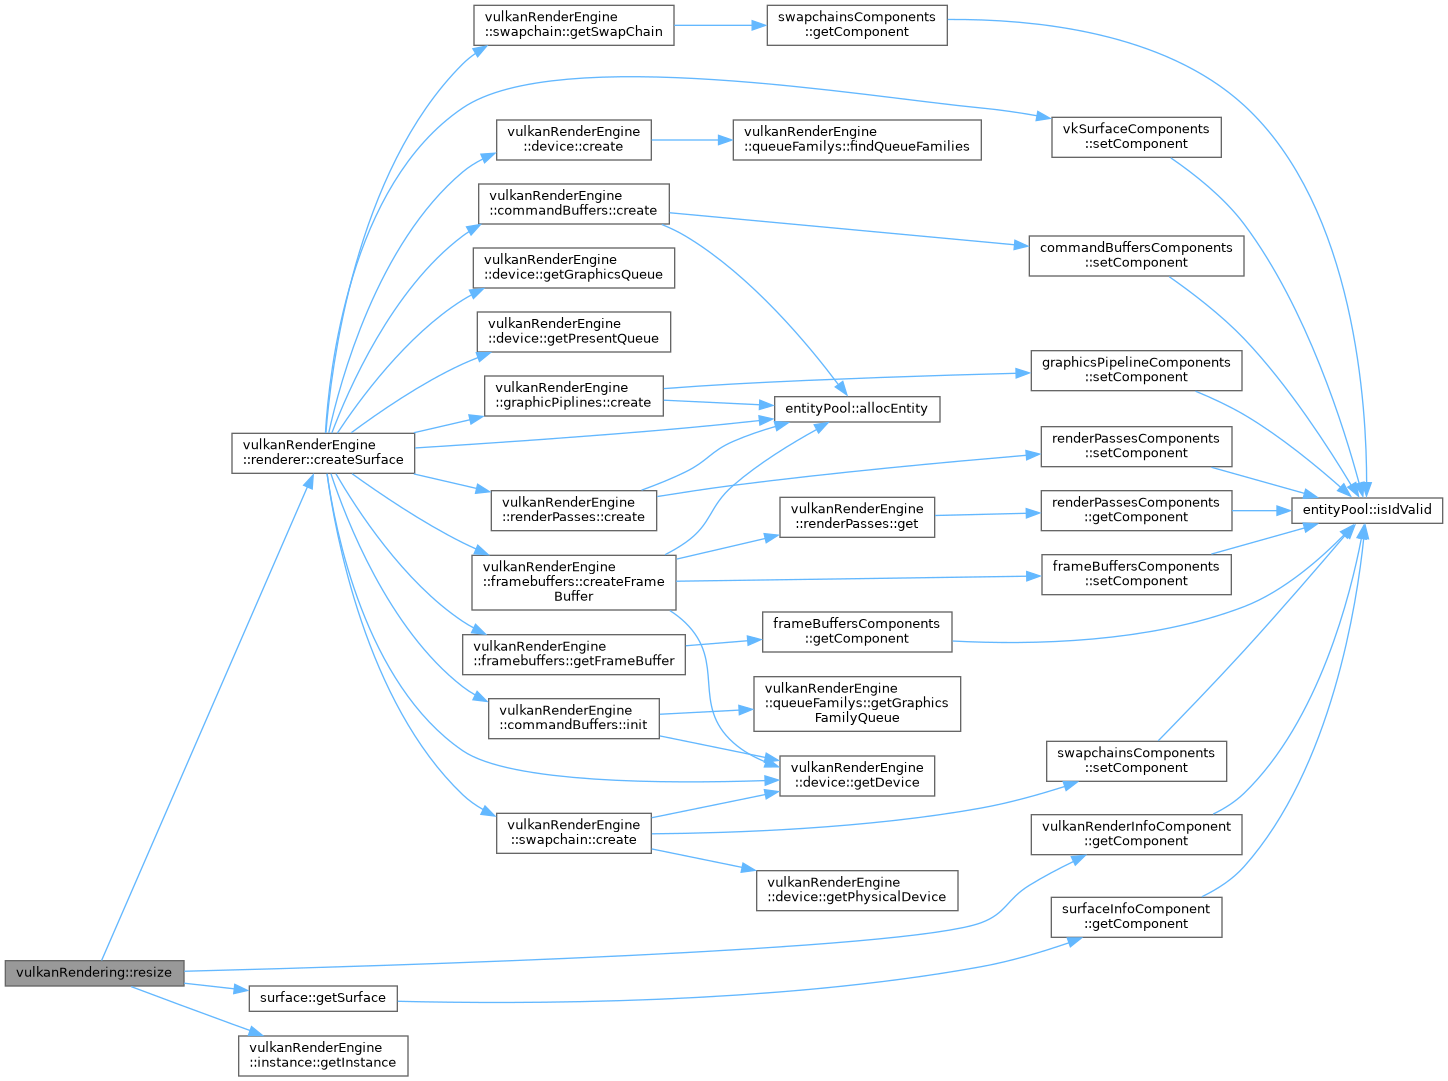 vulkanRenderEngine
::swapchain::getSwapChain
swapchainsComponents
::getComponent
vkSurfaceComponents
::setComponent
vulkanRenderEngine
::device::create
vulkanRenderEngine
::queueFamilys::findQueueFamilies
vulkanRenderEngine
::commandBuffers::create
commandBuffersComponents
::setComponent
vulkanRenderEngine
::device::getGraphicsQueue
vulkanRenderEngine
::device::getPresentQueue
graphicsPipelineComponents
::setComponent
vulkanRenderEngine
::graphicPiplines::create
entityPool::allocEntity
vulkanRenderEngine
::renderer::createSurface
renderPassesComponents
::setComponent
vulkanRenderEngine
::renderPasses::create
vulkanRenderEngine
::renderPasses::get
renderPassesComponents
::getComponent
entityPool::isIdValid
vulkanRenderEngine
::framebuffers::createFrame
Buffer
frameBuffersComponents
::setComponent
frameBuffersComponents
::getComponent
vulkanRenderEngine
::framebuffers::getFrameBuffer
vulkanRenderEngine
::queueFamilys::getGraphics
FamilyQueue
vulkanRenderEngine
::commandBuffers::init
swapchainsComponents
::setComponent
vulkanRenderEngine
::device::getDevice
vulkanRenderEngine
::swapchain::create
vulkanRenderInfoComponent
::getComponent
vulkanRenderEngine
::device::getPhysicalDevice
surfaceInfoComponent
::getComponent
vulkanRendering::resize
surface::getSurface
vulkanRenderEngine
::instance::getInstance